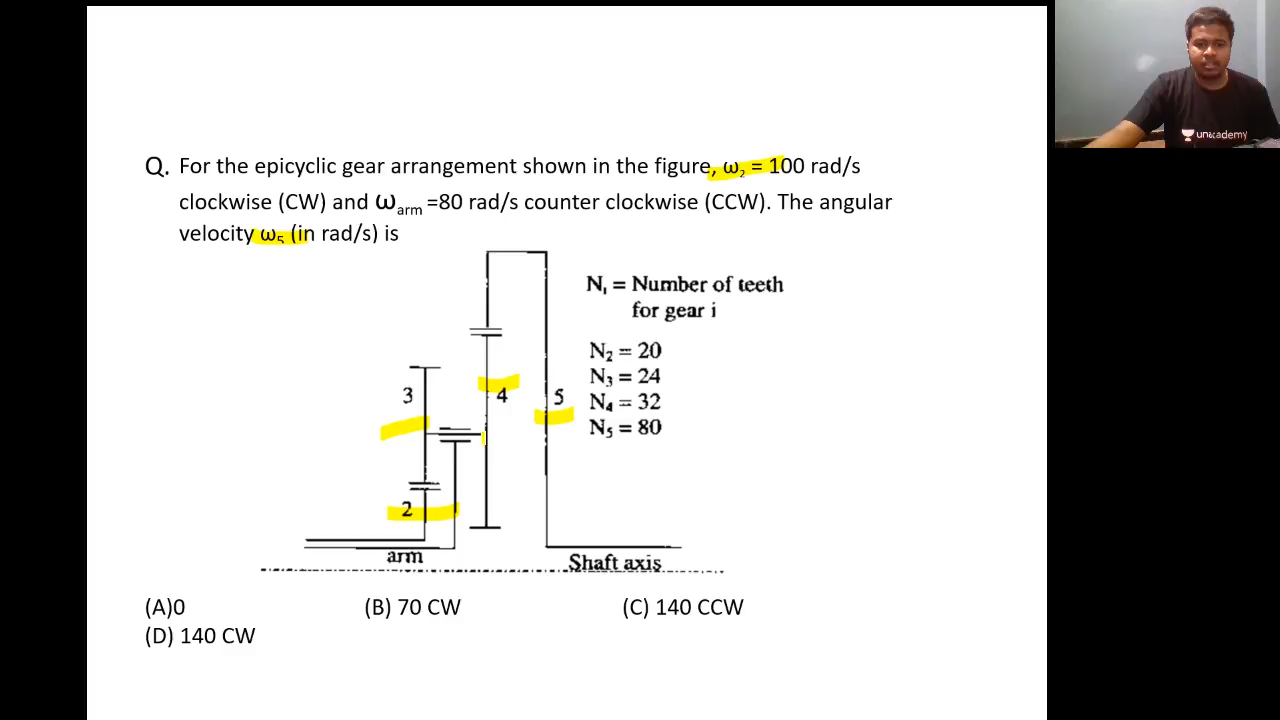 unacademy
Q. For the epicyclic gear arrangement shown in the figure, ω₂ = 100 rad/s
clockwise (CW) and ω_arm =80 rad/s counter clockwise (CCW). The angular
velocity ω₅ (in rad/s) is
Nᵢ = Number of teeth
for gear i
N₂ = 20
N₃ = 24
N₄ = 32
N₅ = 80
3
4
5
2
arm
Shaft axis
(A)0 (B) 70 CW (C) 140 CCW
(D) 140 CW